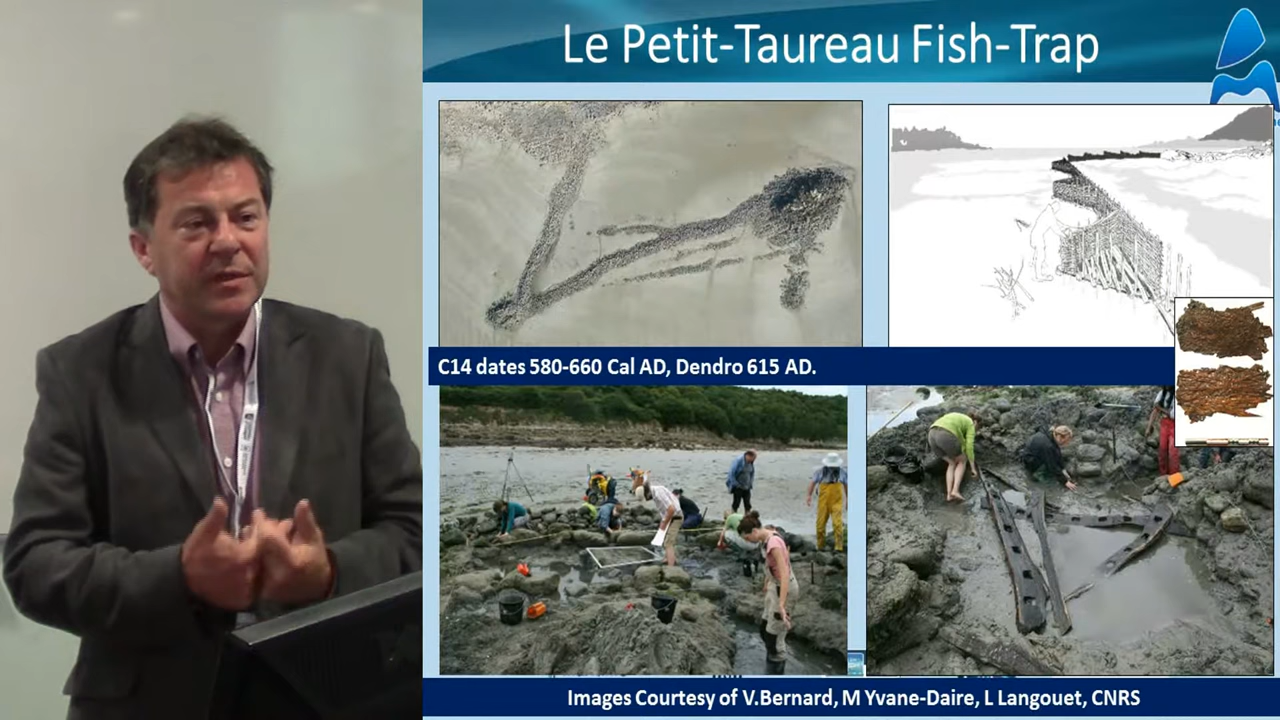 Le Petit-Taureau Fish-Trap
C14 dates 580-660 Cal AD, Dendro 615 AD.
Images Courtesy of V.Bernard, M Yvane-Daire, L Langouet, CNRS